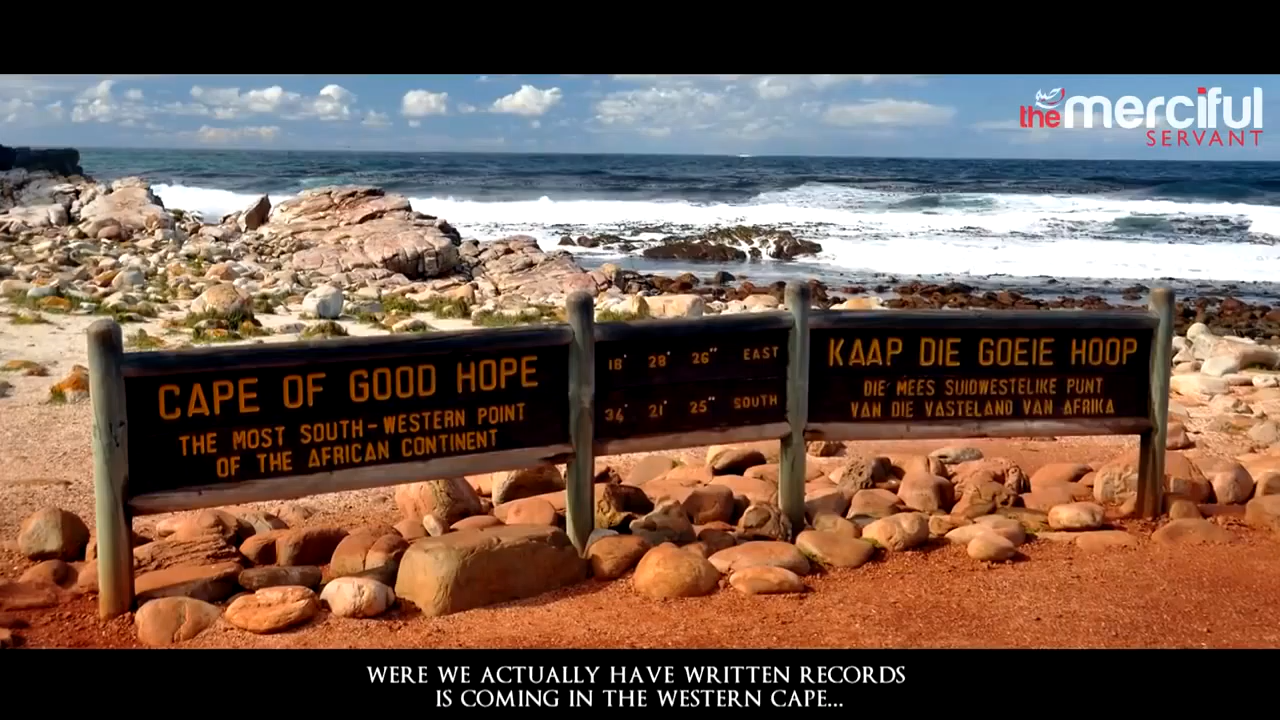 the merciful
SERVANT
CAPE OF GOOD HOPE
THE MOST SOUTH-WESTERN POINT
OF THE AFRICAN CONTINENT
18° 28' 26" EAST
34° 21' 25" SOUTH
KAAP DIE GOEIE HOOP
DIE MEES SUIDWESTELIKE PUNT
VAN DIE VASTELAND VAN AFRIKA
WERE WE ACTUALLY HAVE WRITTEN RECORDS
IS COMING IN THE WESTERN CAPE...